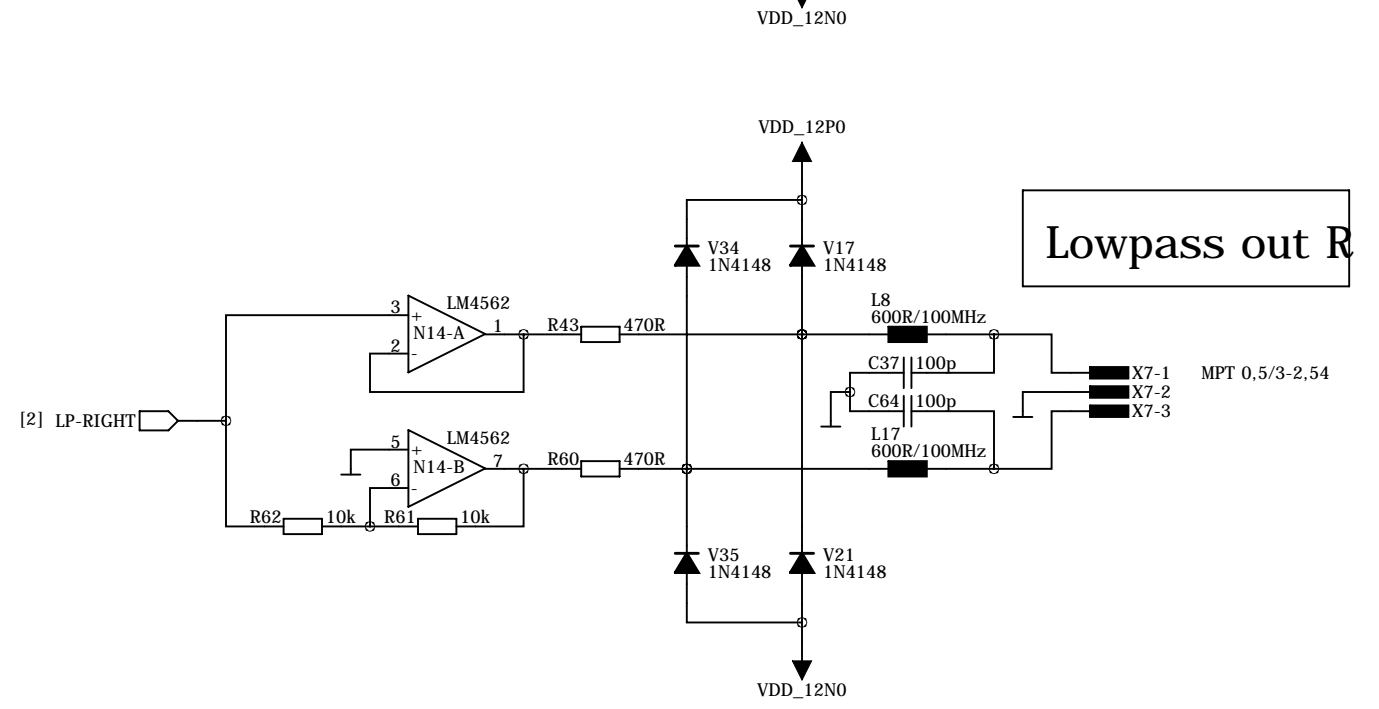 VDD_12N0
VDD_12P0
Lowpass out R
V34
1N4148
V17
1N4148
L8
600R/100MHz
LM4562
3
+
N14-A
1
2
-
R43
470R
C37
100p
X7-1
MPT 0,5/3-2,54
X7-2
C64
100p
X7-3
[2] LP-RIGHT
LM4562
5
+
N14-B
7
6
-
R60
470R
L17
600R/100MHz
R62
10k
R61
10k
V35
1N4148
V21
1N4148
VDD_12N0